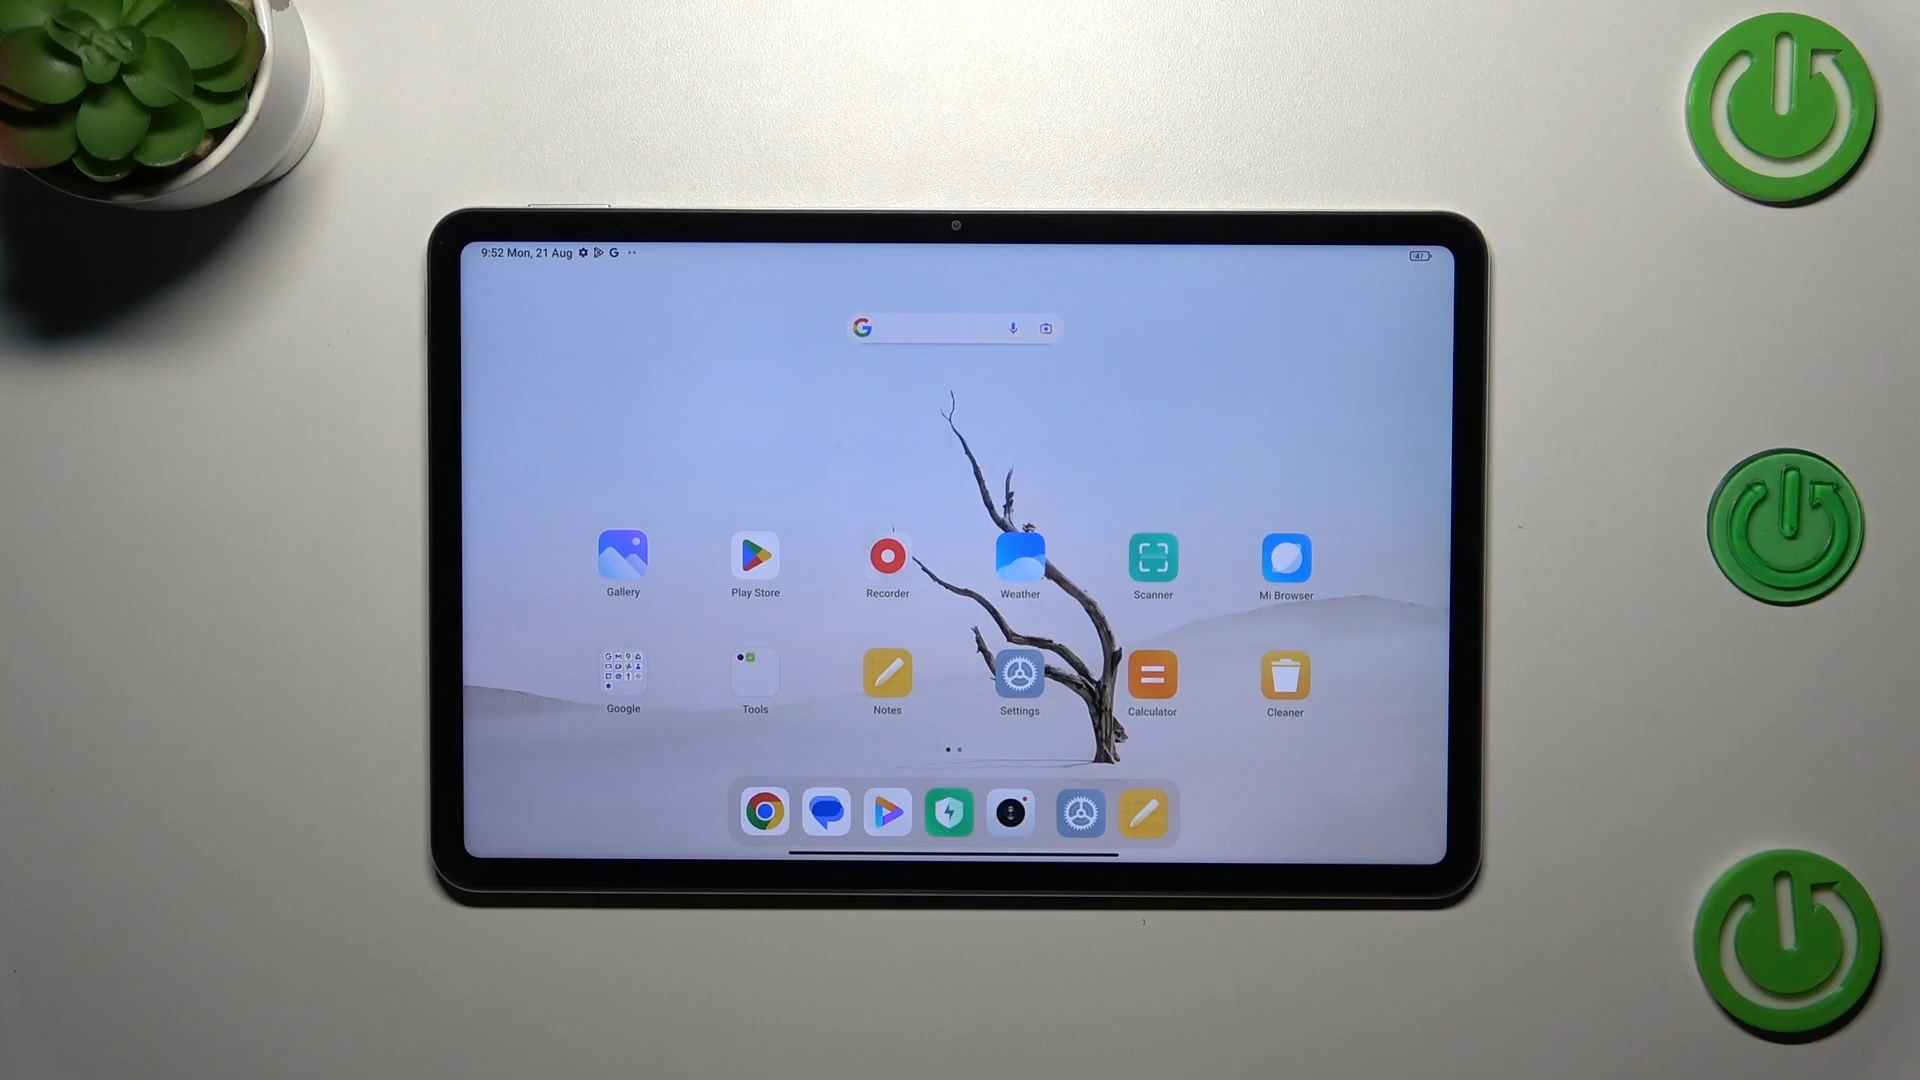 9:52 Mon, 21 Aug
47
Gallery
Play Store
Recorder
Weather
Scanner
Mi Browser
Google
Tools
Notes
Settings
Calculator
Cleaner